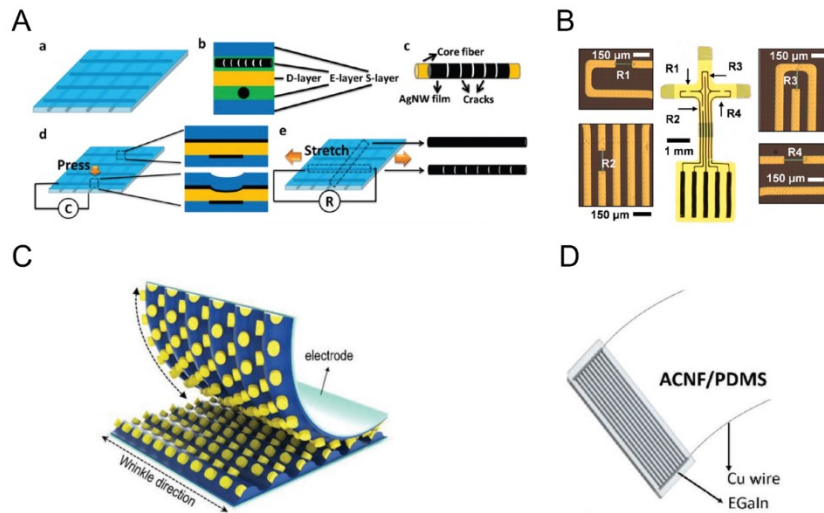 A
a
b
c
D-layer E-layer S-layer
Core fiber
AgNW film
Cracks
d
Press
C
e
Stretch
R
B
150 µm
R1
R1
R3
R2
R4
1 mm
150 µm
R3
R2
150 µm
R4
150 µm
C
electrode
Wrinkle direction
D
ACNF/PDMS
Cu wire
EGaIn